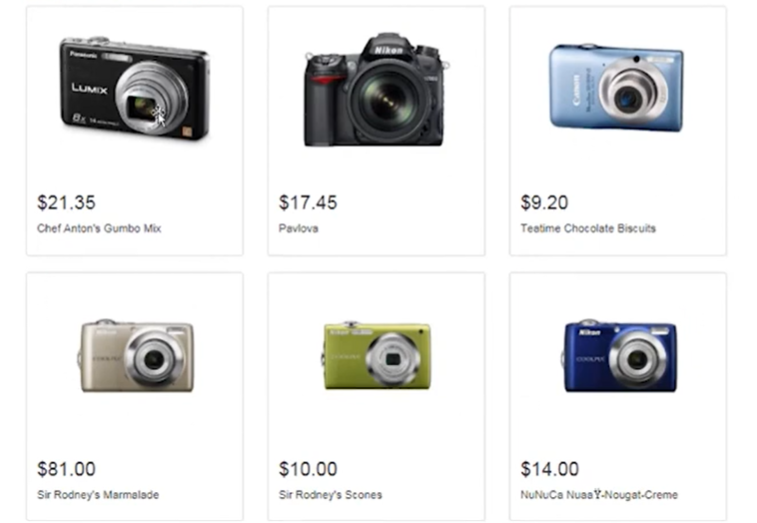 Panasonic
LUMIX
8x
Nikon
Canon
$21.35
Chef Anton's Gumbo Mix
$17.45
Pavlova
$9.20
Teatime Chocolate Biscuits
Nikon
COOLPIX
Nikon
COOLPIX
$81.00
Sir Rodney's Marmalade
$10.00
Sir Rodney's Scones
$14.00
NuNuCa NuaaŸ-Nougat-Creme